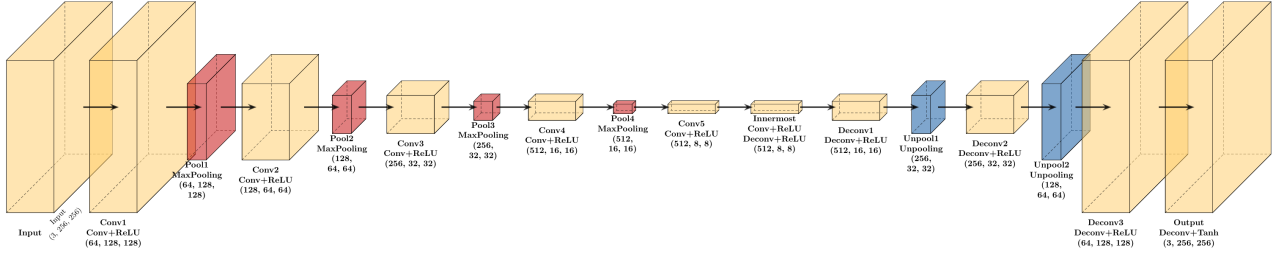 Input
Input
(3, 256, 256)
Conv1
Conv+ReLU
(64, 128, 128)
Pool1
MaxPooling
(64, 128,
128)
Conv2
Conv+ReLU
(128, 64, 64)
Pool2
MaxPooling
(128,
64, 64)
Conv3
Conv+ReLU
(256, 32, 32)
Pool3
MaxPooling
(256,
32, 32)
Conv4
Conv+ReLU
(512, 16, 16)
Pool4
MaxPooling
(512,
16, 16)
Conv5
Conv+ReLU
(512, 8, 8)
Innermost
Conv+ReLU
Deconv+ReLU
(512, 8, 8)
Deconv1
Deconv+ReLU
(512, 16, 16)
Unpool1
Unpooling
(256,
32, 32)
Deconv2
Deconv+ReLU
(256, 32, 32)
Unpool2
Unpooling
(128,
64, 64)
Deconv3
Deconv+ReLU
(64, 128, 128)
Output
Deconv+Tanh
(3, 256, 256)